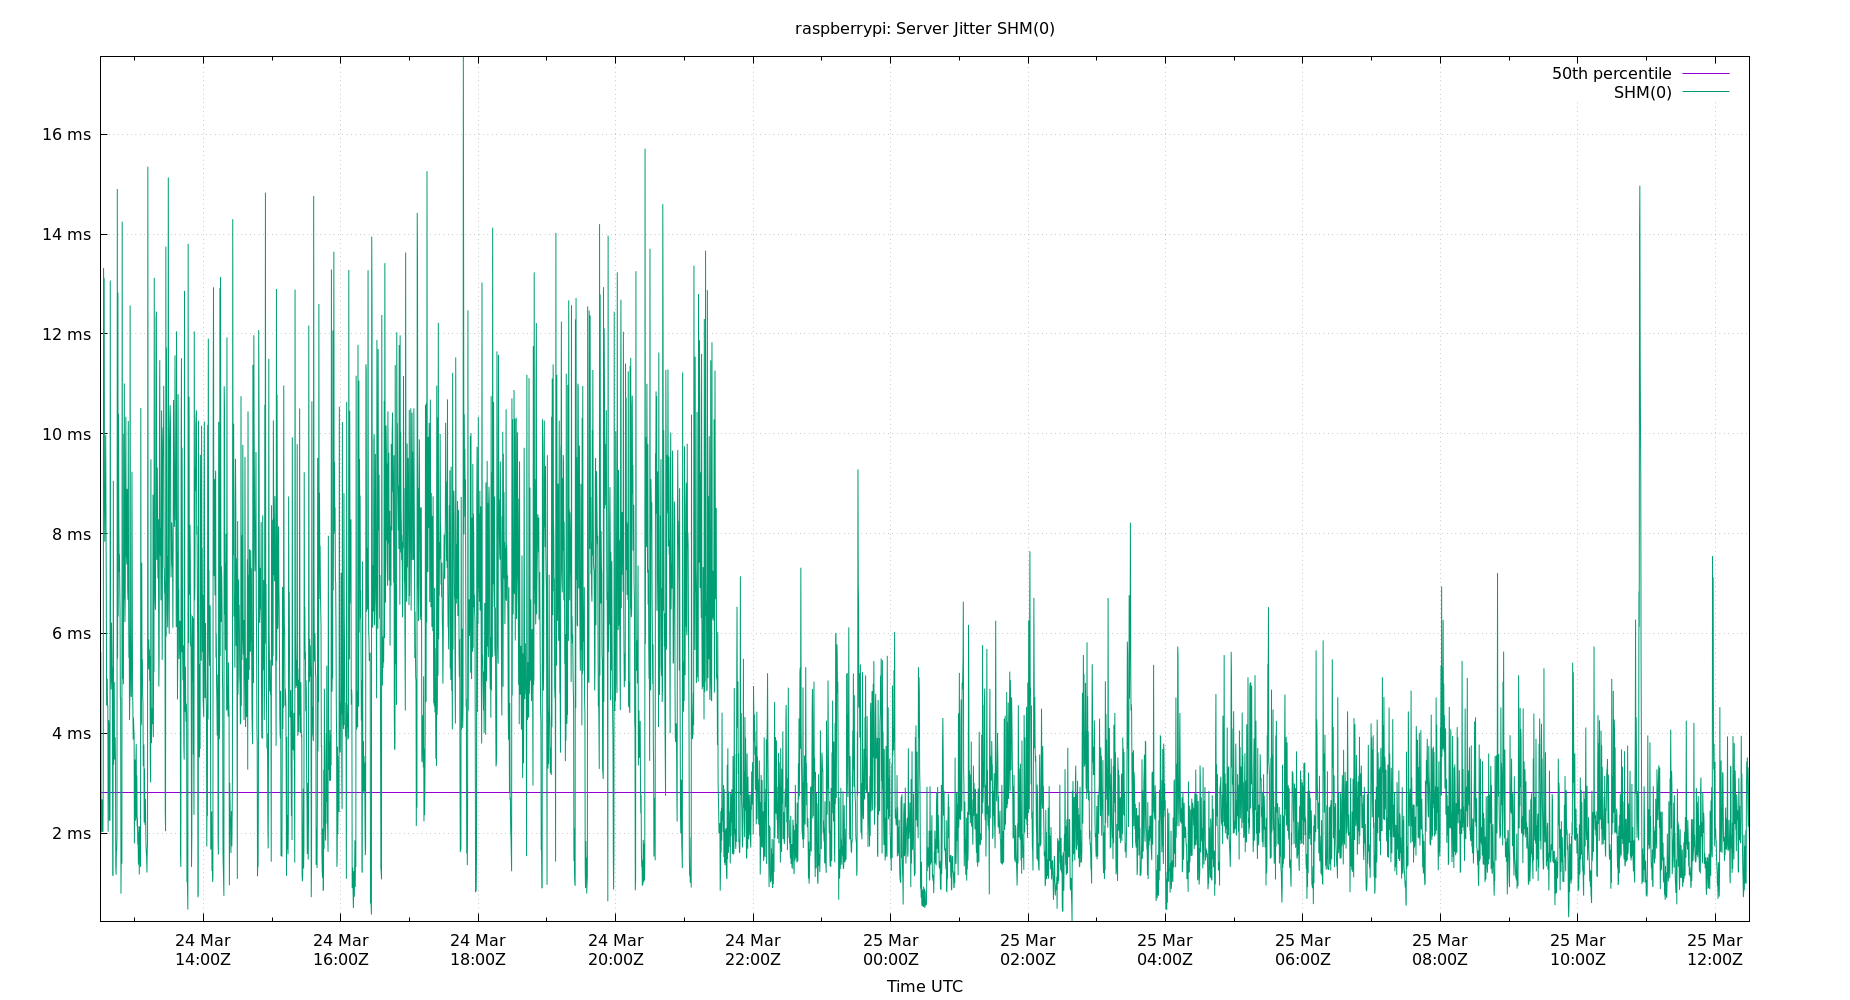 raspberrypi: Server Jitter SHM(0)
50th percentile
SHM(0)
16 ms
14 ms
12 ms
10 ms
8 ms
6 ms
4 ms
2 ms
24 Mar 24 Mar 24 Mar 24 Mar 24 Mar 25 Mar 25 Mar 25 Mar 25 Mar 25 Mar 25 Mar 25 Mar
14:00Z 16:00Z 18:00Z 20:00Z 22:00Z 00:00Z 02:00Z 04:00Z 06:00Z 08:00Z 10:00Z 12:00Z
Time UTC